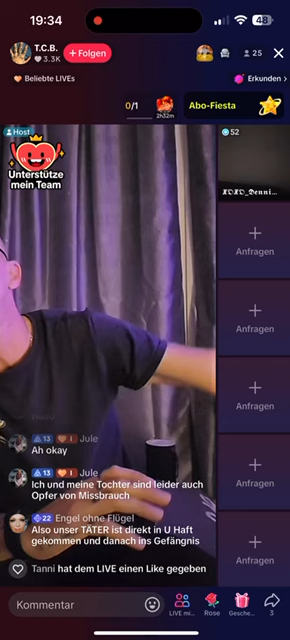 19:34
48
T.C.B.
3.3K
+ Folgen
25
Beliebte LIVEs
Erkunden >
0/1
2h32m
Abo-Fiesta
Host
52
Unterstütze
mein Team
XOXO_Denni...
Anfragen
Anfragen
Anfragen
Anfragen
Anfragen
13 I Jule
Ah okay
13 I Jule
Ich und meine Tochter sind leider auch
Opfer von Missbrauch
22 Engel ohne Flügel
Also unser TÄTER ist direkt in U Haft
gekommen und danach ins Gefängnis
Tanni hat dem LIVE einen Like gegeben
Kommentar
LIVE mi...
Rose
Gesche...
3